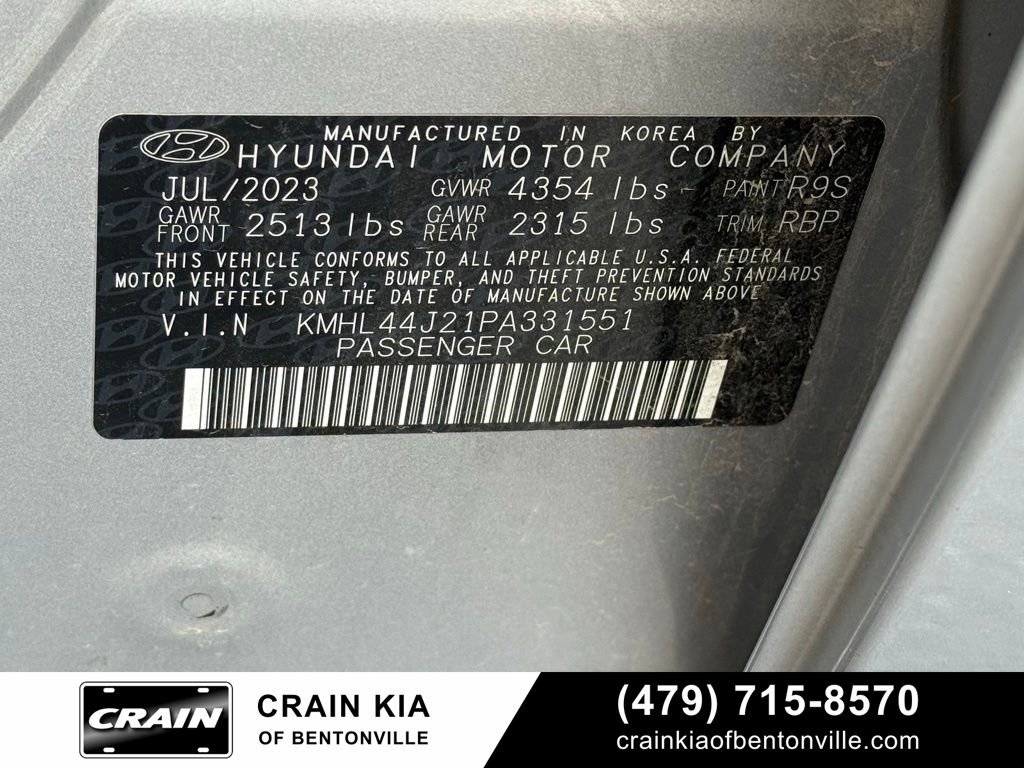 MANUFACTURED IN KOREA BY
HYUNDAI MOTOR COMPANY
JUL/2023 GVWR 4354 lbs- PAINT R9S
GAWR FRONT 2513 lbs GAWR REAR 2315 lbs TRIM RBP
THIS VEHICLE CONFORMS TO ALL APPLICABLE U.S.A. FEDERAL
MOTOR VEHICLE SAFETY, BUMPER, AND THEFT PREVENTION STANDARDS
IN EFFECT ON THE DATE OF MANUFACTURE SHOWN ABOVE
V.I.N KMHL44J21PA331551
PASSENGER CAR
CRAIN
CRAIN KIA
OF BENTONVILLE
(479) 715-8570
crainkiaofbentonville.com